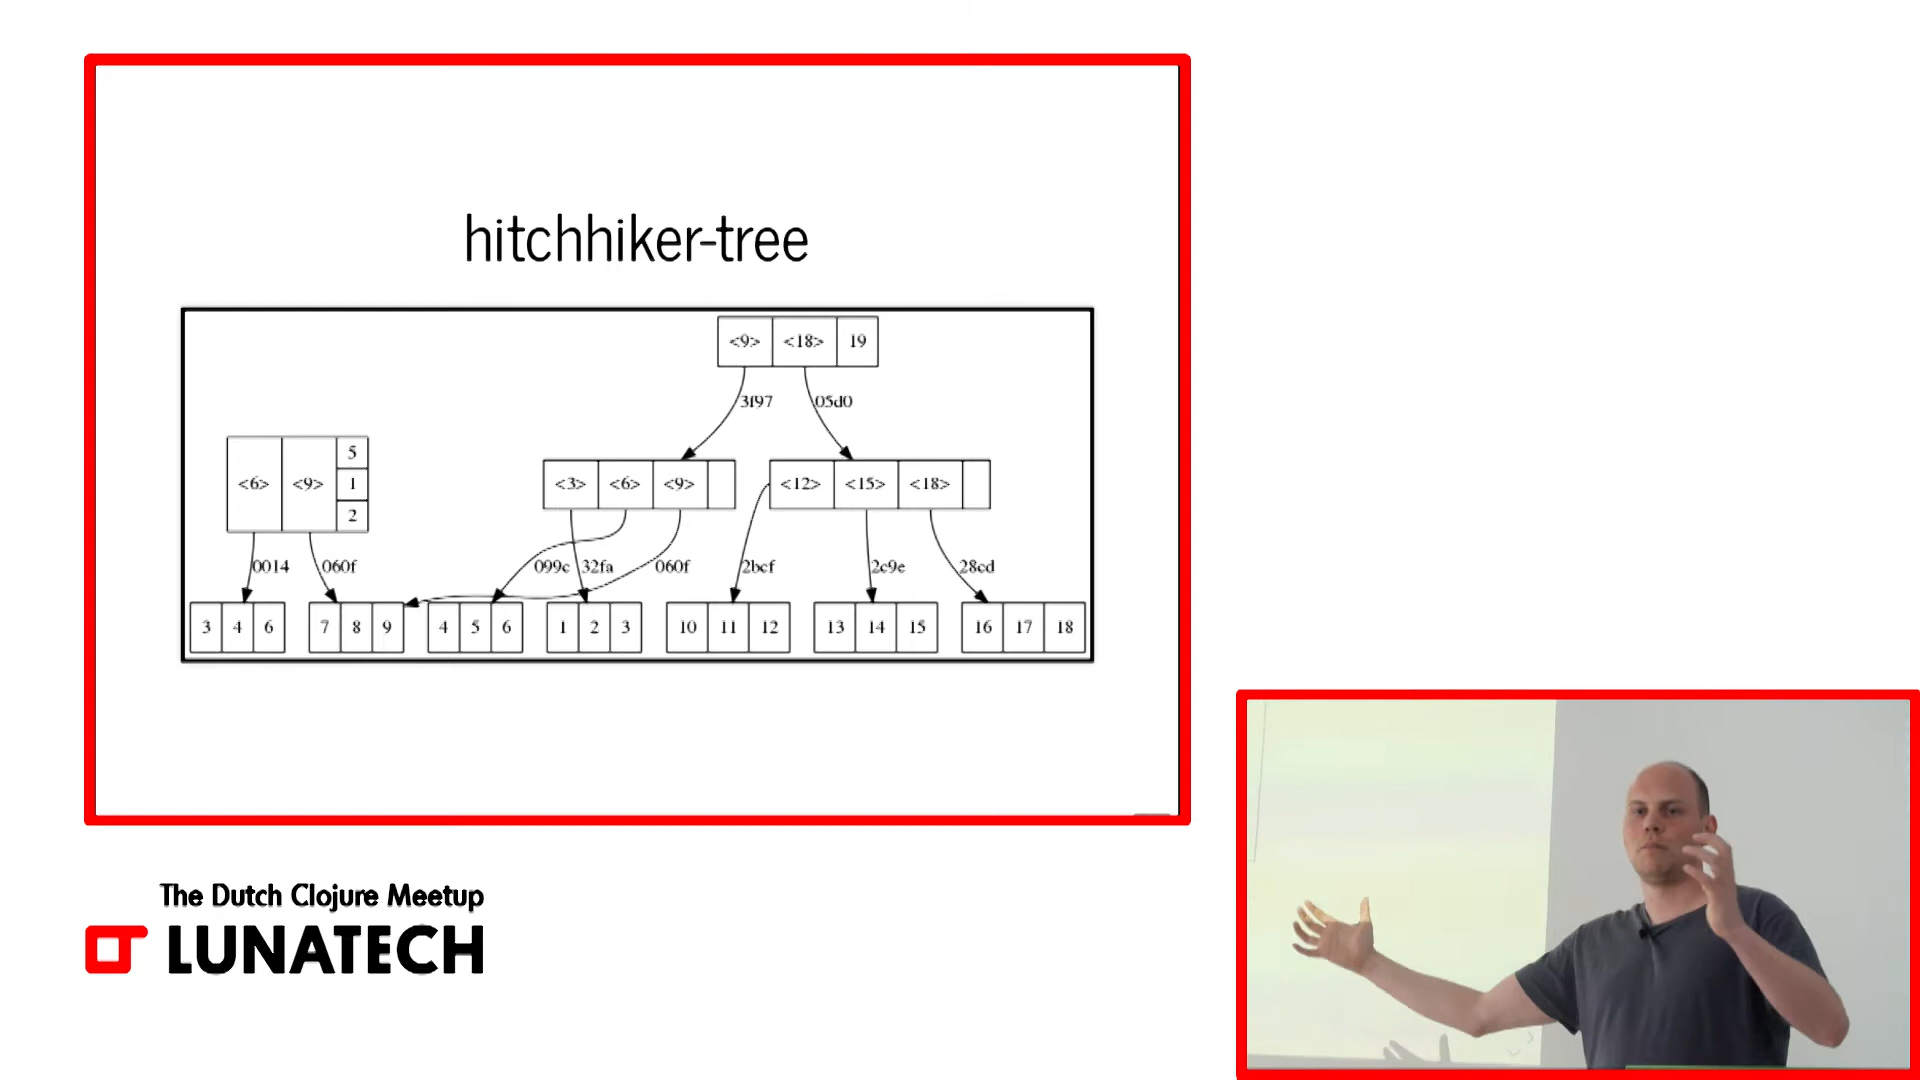 hitchhiker-tree
<9> <18> 19
3f97 05d0
<6> <9> 5 1 2
<3> <6> <9>
<12> <15> <18>
0014 060f 099c 32fa 060f 2bcf 2c9e 28cd
3 4 6 7 8 9 4 5 6 1 2 3 10 11 12 13 14 15 16 17 18
The Dutch Clojure Meetup
LUNATECH